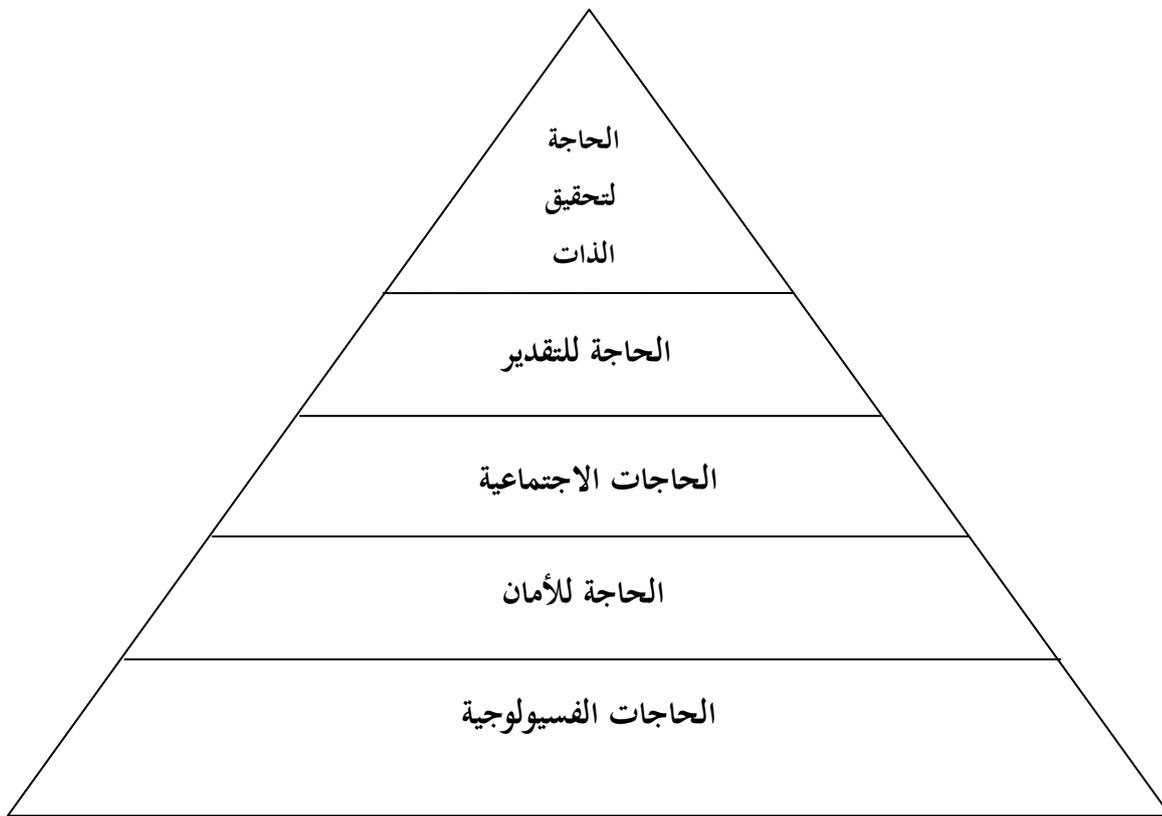 الحاجة
لتحقيق
الذات
الحاجة للتقدير
الحاجات الاجتماعية
الحاجة للأمان
الحاجات الفسيولوجية